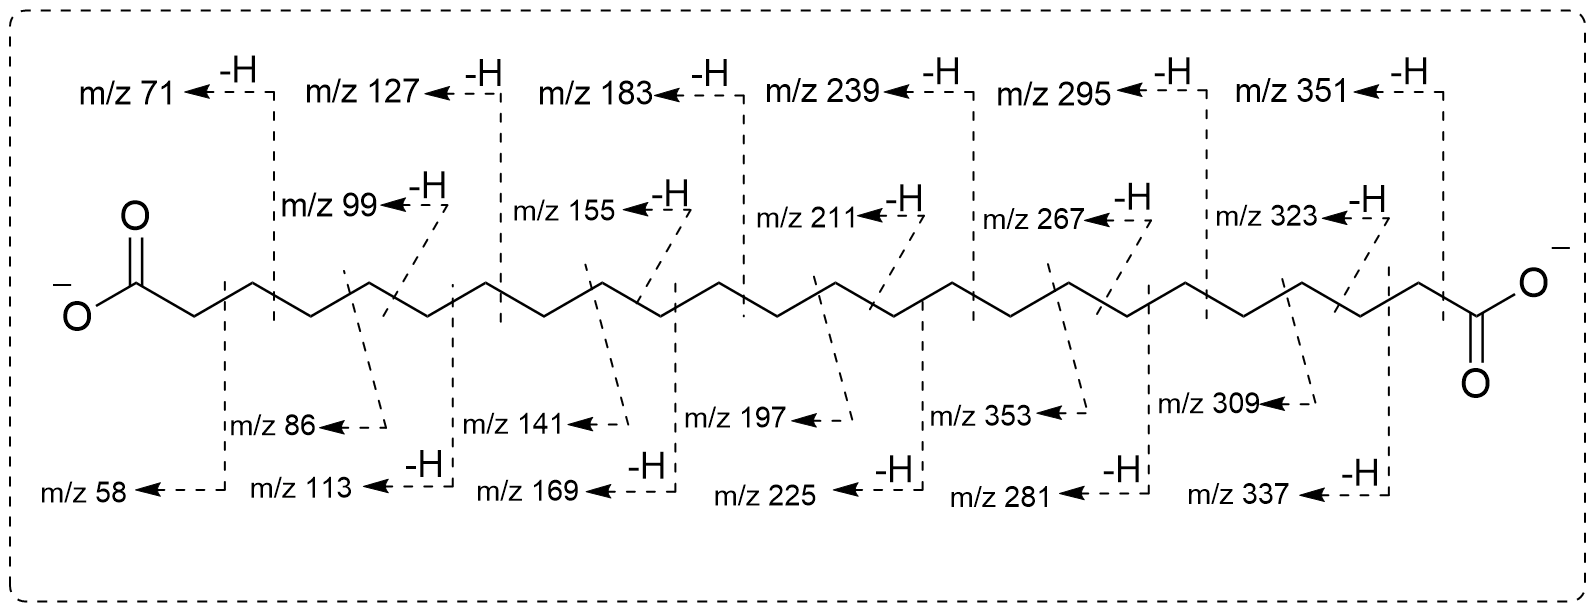 -H -H -H -H -H -H
m/z 71 m/z 127 m/z 183 m/z 239 m/z 295 m/z 351
-H -H -H -H -H
m/z 99 m/z 155 m/z 211 m/z 267 m/z 323
O
O⁻
⁻O
O
m/z 86 m/z 141 m/z 197 m/z 353 m/z 309
-H -H -H -H -H
m/z 58 m/z 113 m/z 169 m/z 225 m/z 281 m/z 337